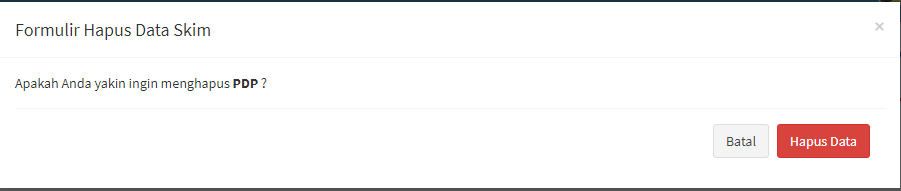 Formulir Hapus Data Skim
×
Apakah Anda yakin ingin menghapus PDP ?
Batal
Hapus Data